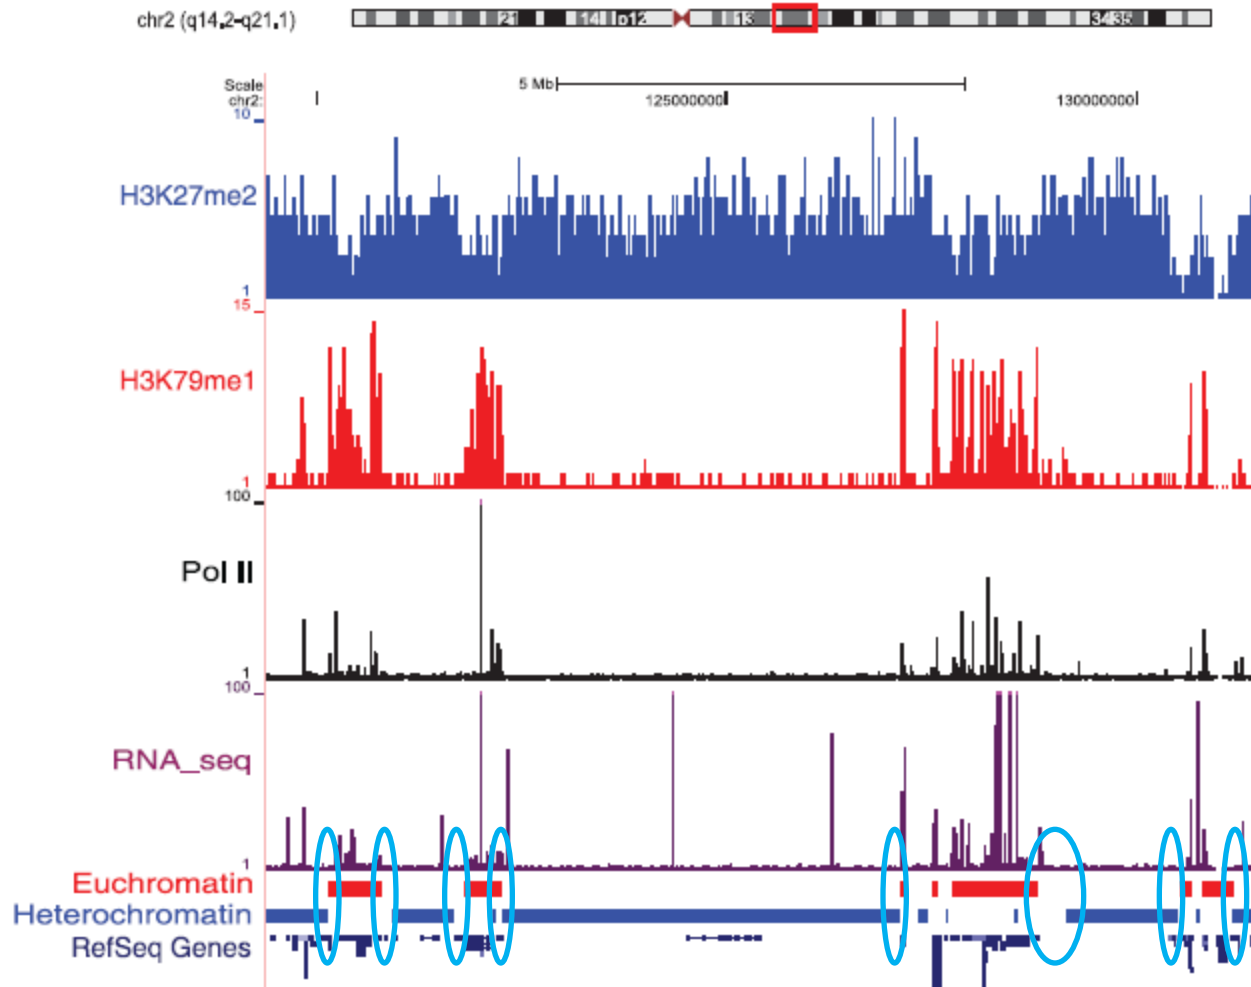 chr2 (q14.2-q21.1)
21 14 p12 13 3435
Scale 5 Mb
chr2: 125000000 130000000
10
H3K27me2
1
15
H3K79me1
1
100
Pol II
1
100
RNA_seq
1
Euchromatin
Heterochromatin
RefSeq Genes